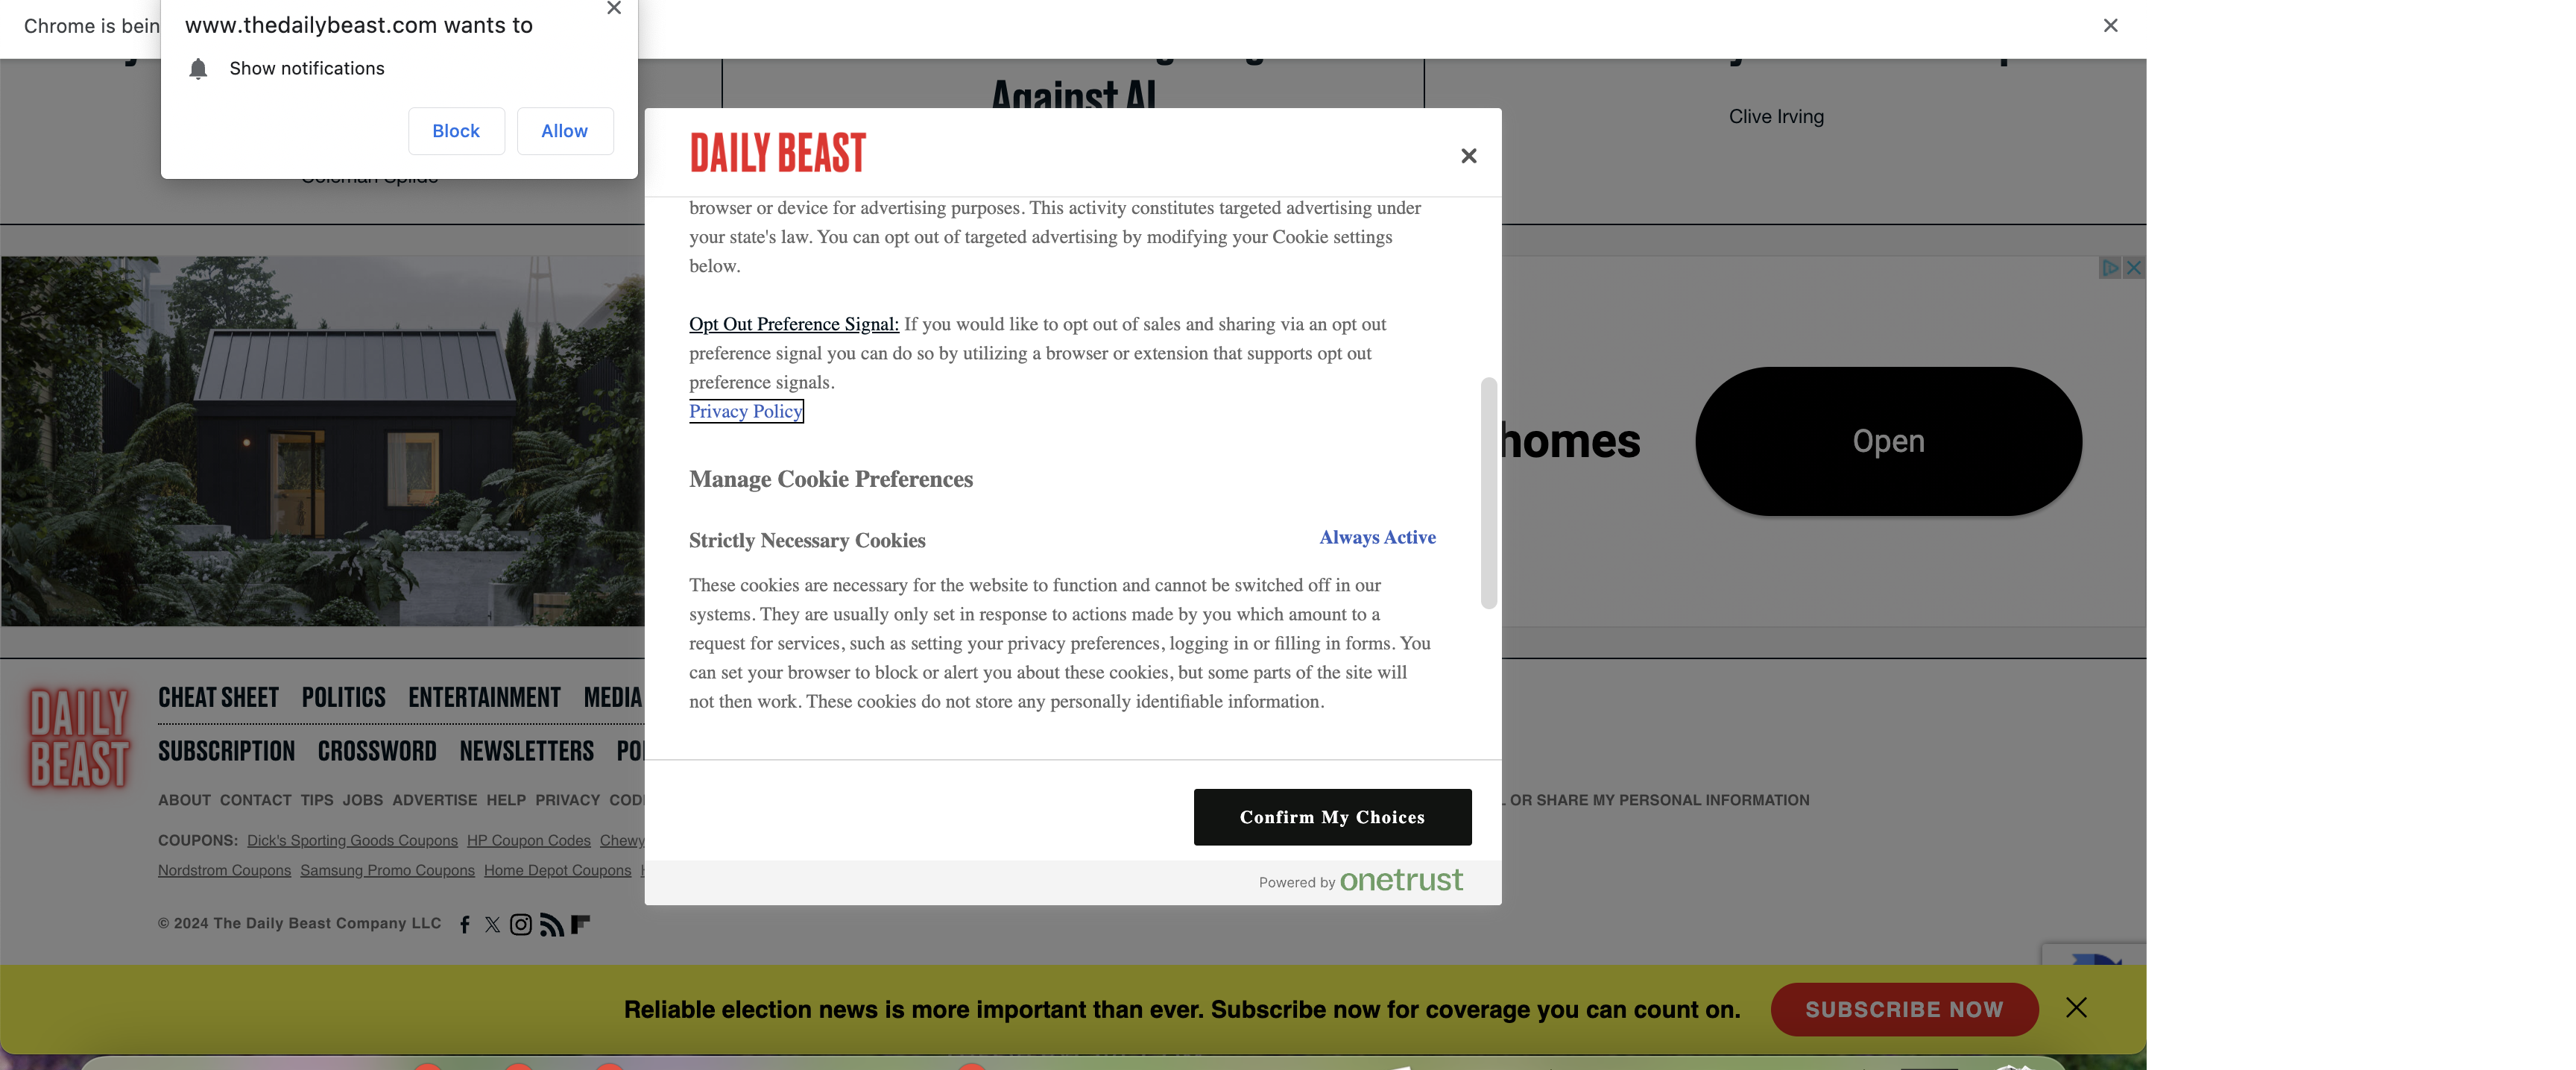 Chrome is bein
www.thedailybeast.com wants to
Show notifications
Block
Allow
Against AI
Clive Irving
Coleman Spilde
DAILY BEAST
browser or device for advertising purposes. This activity constitutes targeted advertising under
your state's law. You can opt out of targeted advertising by modifying your Cookie settings
below.
Opt Out Preference Signal: If you would like to opt out of sales and sharing via an opt out
preference signal you can do so by utilizing a browser or extension that supports opt out
preference signals.
Privacy Policy
Manage Cookie Preferences
Strictly Necessary Cookies
Always Active
These cookies are necessary for the website to function and cannot be switched off in our
systems. They are usually only set in response to actions made by you which amount to a
request for services, such as setting your privacy preferences, logging in or filling in forms. You
can set your browser to block or alert you about these cookies, but some parts of the site will
not then work. These cookies do not store any personally identifiable information.
Confirm My Choices
Powered by onetrust
homes
Open
DAILY
BEAST
CHEAT SHEET POLITICS ENTERTAINMENT MEDIA
SUBSCRIPTION CROSSWORD NEWSLETTERS PO
ABOUT CONTACT TIPS JOBS ADVERTISE HELP PRIVACY COD
L OR SHARE MY PERSONAL INFORMATION
COUPONS: Dick's Sporting Goods Coupons HP Coupon Codes Chewy
Nordstrom Coupons Samsung Promo Coupons Home Depot Coupons
© 2024 The Daily Beast Company LLC
Reliable election news is more important than ever. Subscribe now for coverage you can count on.
SUBSCRIBE NOW